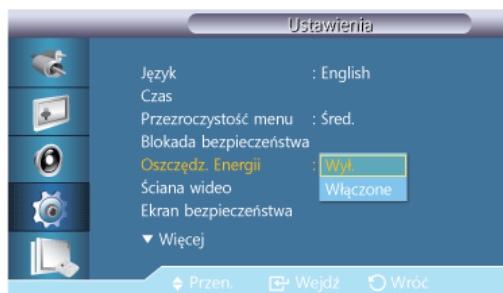 Ustawienia
Język : English
Czas
Przezroczystość menu : Śred.
Blokada bezpieczeństwa
Oszczędz. Energii : Wył.
Włączone
Ściana wideo
Ekran bezpieczeństwa
▼ Więcej
Przen. Wejdź Wróć